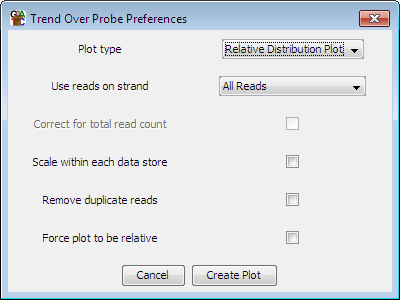 Trend Over Probe Preferences
Plot type Relative Distribution Plot
Use reads on strand All Reads
Correct for total read count
Scale within each data store
Remove duplicate reads
Force plot to be relative
Cancel Create Plot